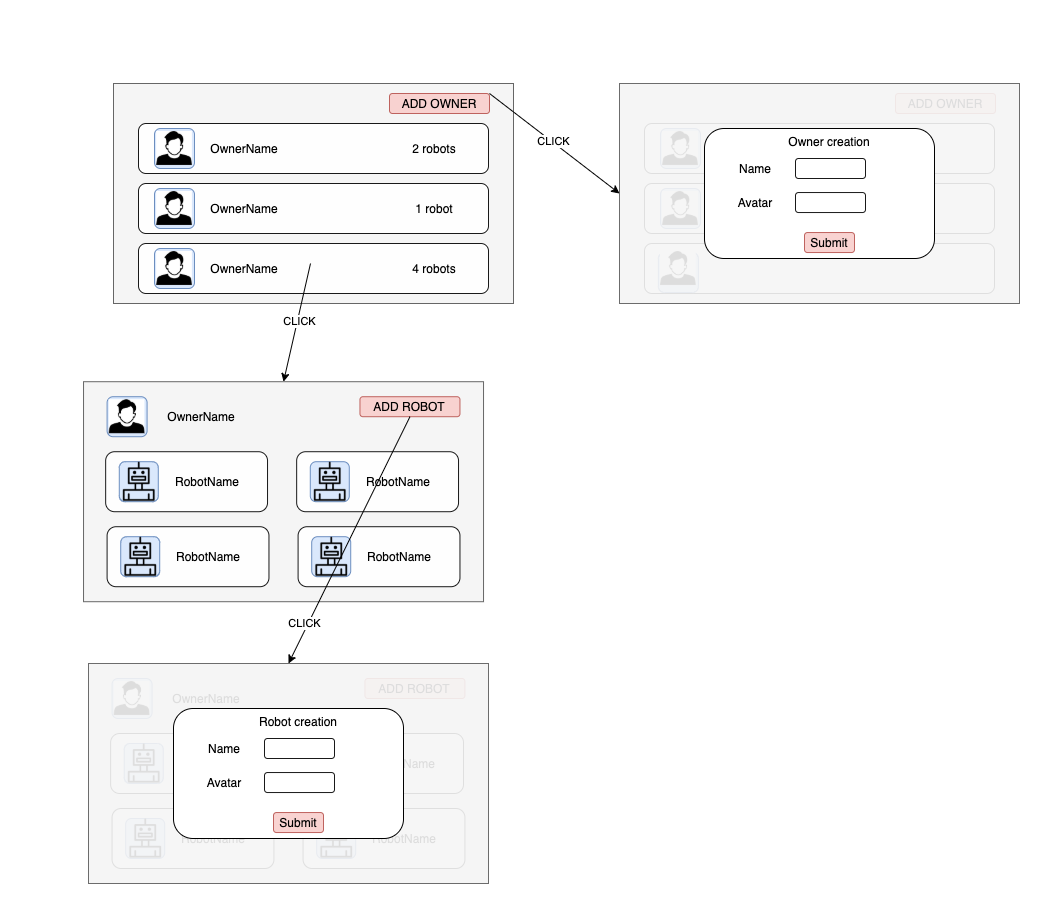 ADD OWNER
OwnerName 2 robots
OwnerName 1 robot
OwnerName 4 robots
CLICK
ADD OWNER
Owner creation
Name
Avatar
Submit
CLICK
OwnerName
ADD ROBOT
RobotName RobotName
RobotName RobotName
CLICK
OwnerName
ADD ROBOT
Robot creation
Name
Name
Avatar
Submit
RobotName